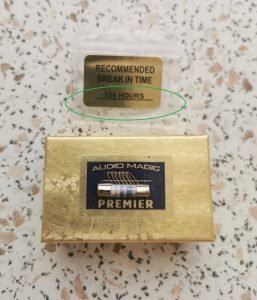 RECOMMENDED
BREAK IN TIME
125 HOURS
AUDIO MAGIC
PREMIER